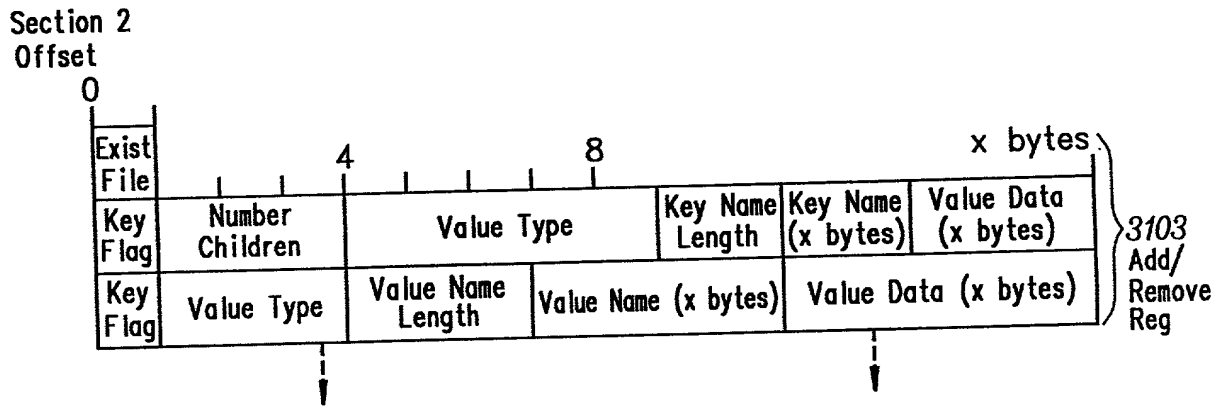 Section 2
Offset
0
Exist
File
4
8
x bytes
Key
Flag
Number
Children
Value Type
Key Name
Length
Key Name
(x bytes)
Value Data
(x bytes)
Key
Flag
Value Type
Value Name
Length
Value Name (x bytes)
Value Data (x bytes)
3103
Add/
Remove
Reg